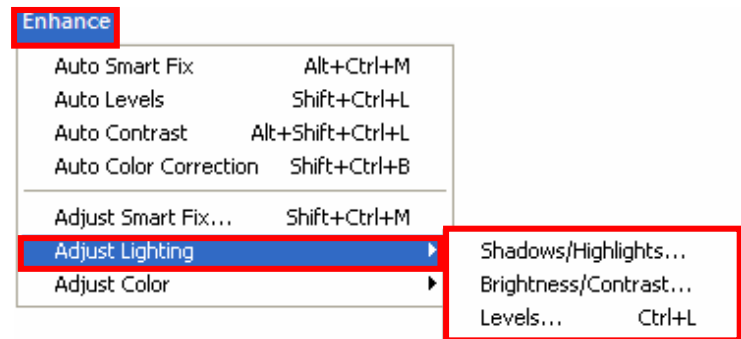 Enhance
Auto Smart Fix Alt+Ctrl+M
Auto Levels Shift+Ctrl+L
Auto Contrast Alt+Shift+Ctrl+L
Auto Color Correction Shift+Ctrl+B
Adjust Smart Fix... Shift+Ctrl+M
Adjust Lighting
Adjust Color
Shadows/Highlights...
Brightness/Contrast...
Levels... Ctrl+L